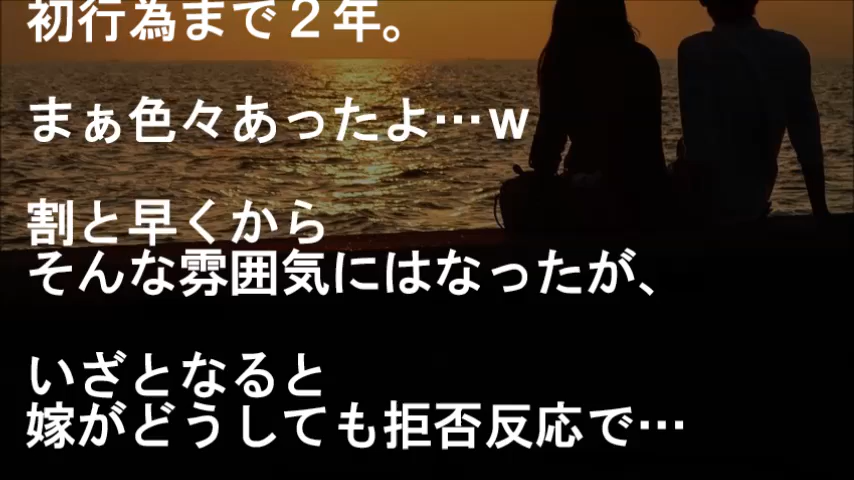 初行為まで２年。
まぁ色々あったよ…ｗ
割と早くから
そんな雰囲気にはなったが、
いざとなると
嫁がどうしても拒否反応で…